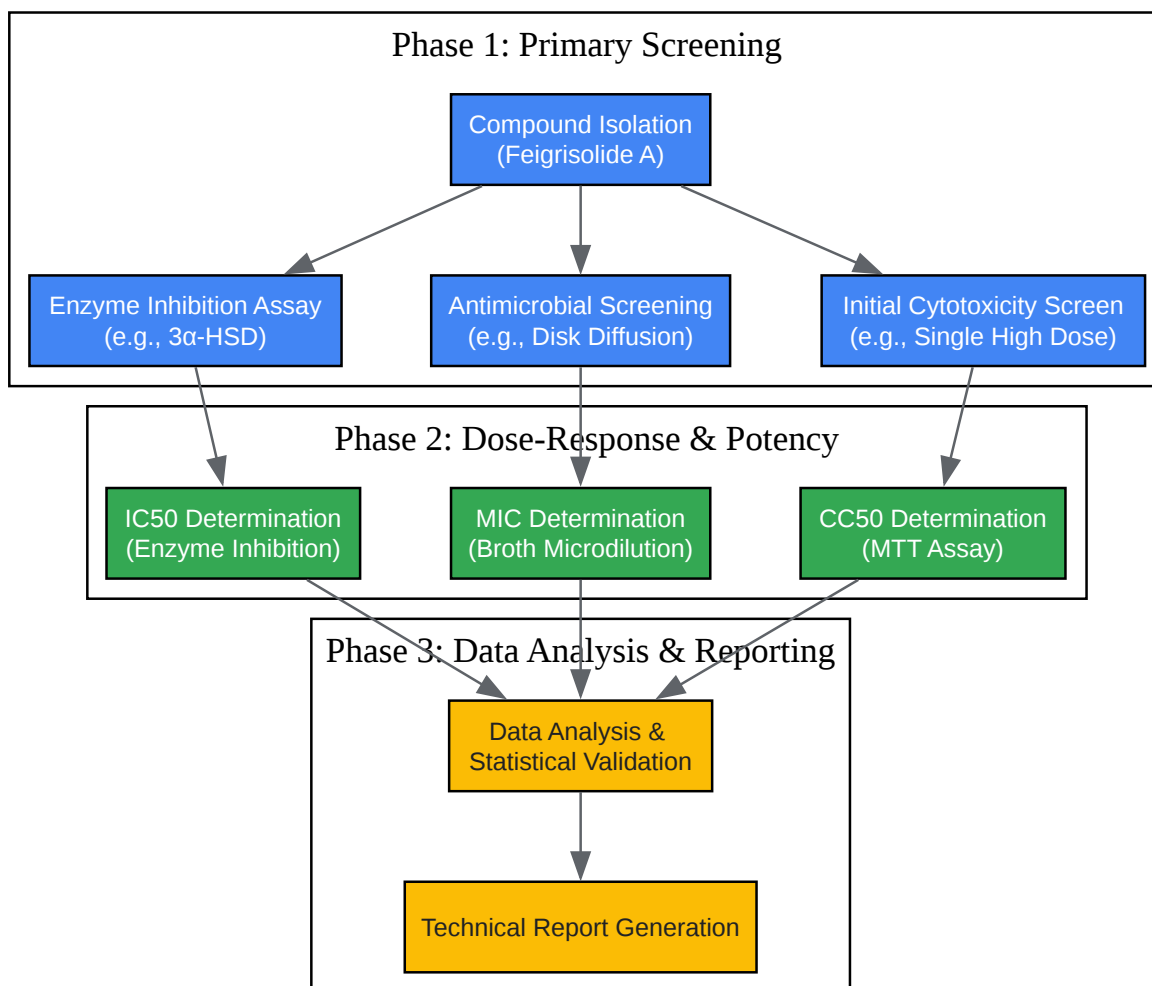 Phase 1: Primary Screening
Compound Isolation
(Feigrisolide A)
Enzyme Inhibition Assay
(e.g., 3α-HSD)
Antimicrobial Screening
(e.g., Disk Diffusion)
Initial Cytotoxicity Screen
(e.g., Single High Dose)
Phase 2: Dose-Response & Potency
IC50 Determination
(Enzyme Inhibition)
MIC Determination
(Broth Microdilution)
CC50 Determination
(MTT Assay)
Phase 3: Data Analysis & Reporting
Data Analysis &
Statistical Validation
Technical Report Generation